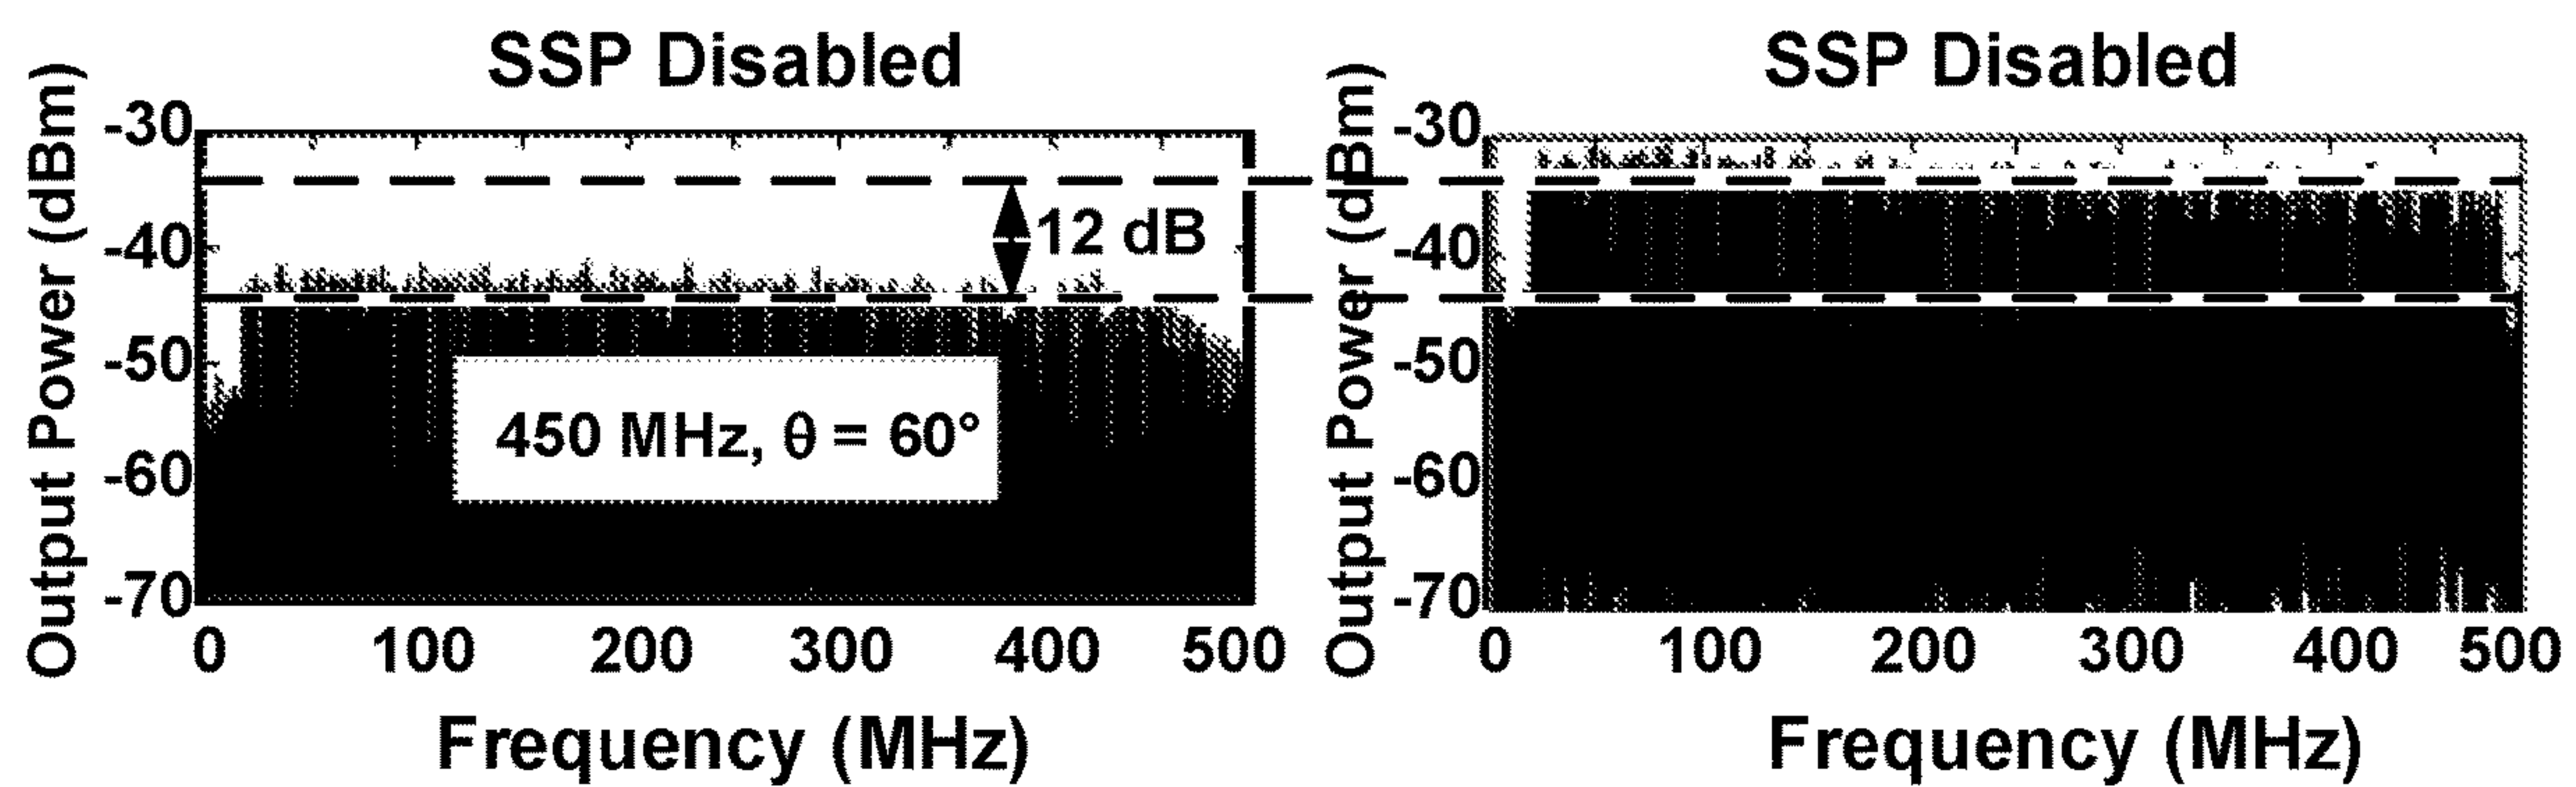 SSP Disabled
Output Power (dBm)
-30
-40
-50
-60
-70
12 dB
450 MHz, θ = 60°
0 100 200 300 400 500
Frequency (MHz)
SSP Disabled
Output Power (dBm)
-30
-40
-50
-60
-70
0 100 200 300 400 500
Frequency (MHz)